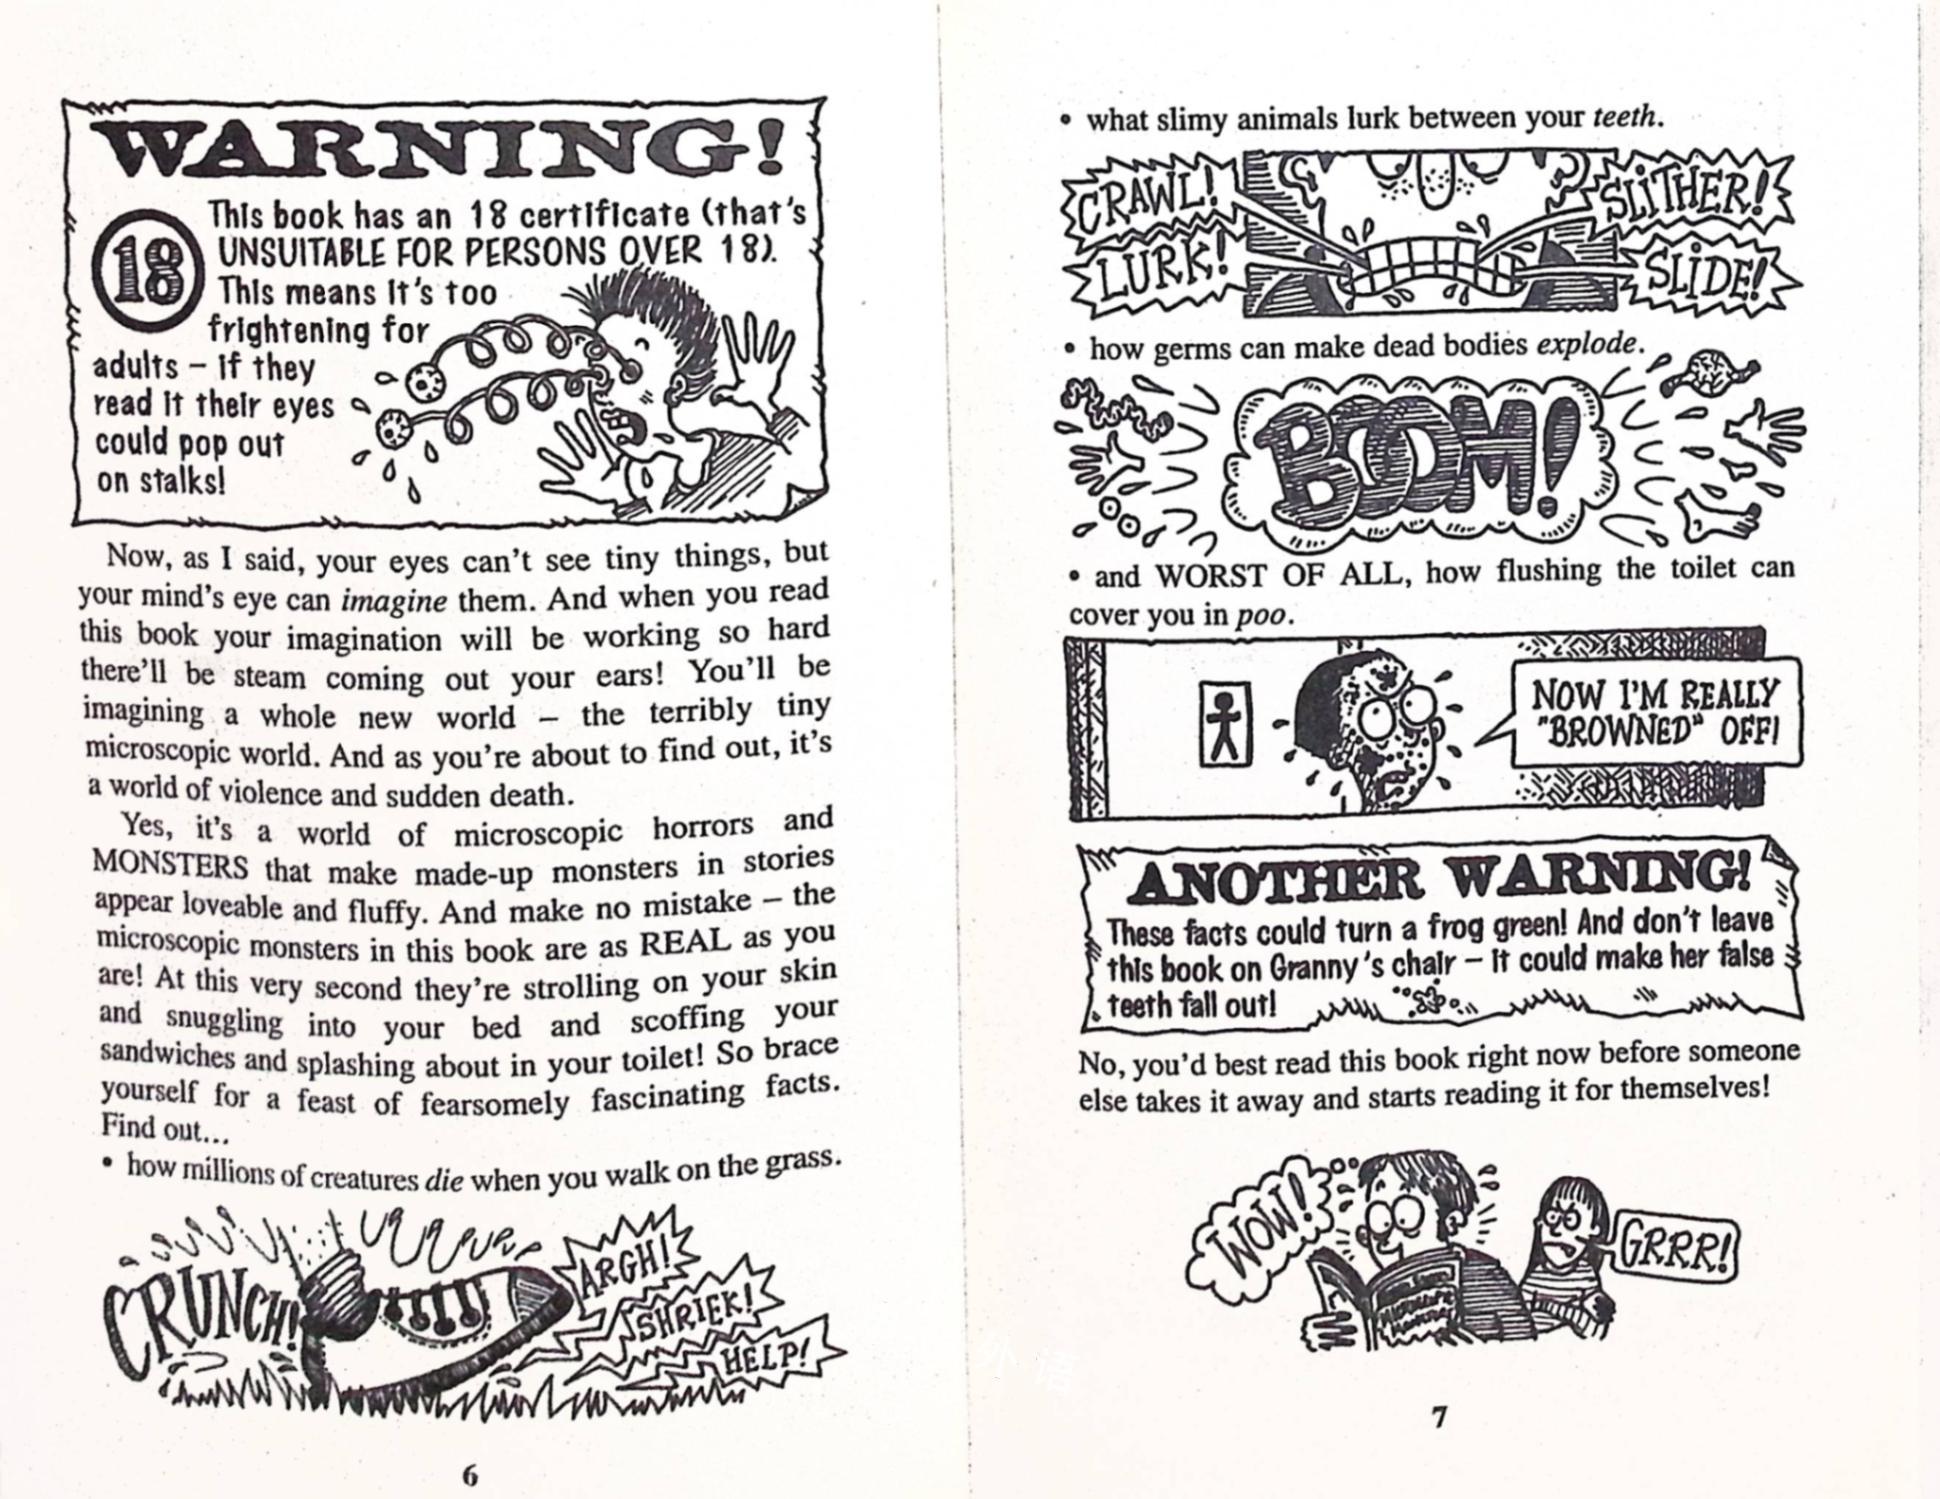 WARNING!
18
This book has an 18 certificate (that's
UNSUITABLE FOR PERSONS OVER 18).
This means it's too
frightening for
adults – if they
read it their eyes
could pop out
on stalks!
Now, as I said, your eyes can't see tiny things, but
your mind's eye can imagine them. And when you read
this book your imagination will be working so hard
there'll be steam coming out your ears! You'll be
imagining a whole new world – the terribly tiny
microscopic world. And as you're about to find out, it's
a world of violence and sudden death.
Yes, it's a world of microscopic horrors and
MONSTERS that make made-up monsters in stories
appear loveable and fluffy. And make no mistake – the
microscopic monsters in this book are as REAL as you
are! At this very second they're strolling on your skin
and snuggling into your bed and scoffing your
sandwiches and splashing about in your toilet! So brace
yourself for a feast of fearsomely fascinating facts.
Find out...
• how millions of creatures die when you walk on the grass.
CRUNCH!
ARGH!
SHRIEK!
HELP!
6
• what slimy animals lurk between your teeth.
CRAWL!
SLITHER!
LURK!
SLIDE!
• how germs can make dead bodies explode.
BOOM!
• and WORST OF ALL, how flushing the toilet can
cover you in poo.
NOW I'M REALLY
"BROWNED" OFF!
ANOTHER WARNING!
These facts could turn a frog green! And don't leave
this book on Granny's chair – it could make her false
teeth fall out!
No, you'd best read this book right now before someone
else takes it away and starts reading it for themselves!
WOW!
GRRR!
7